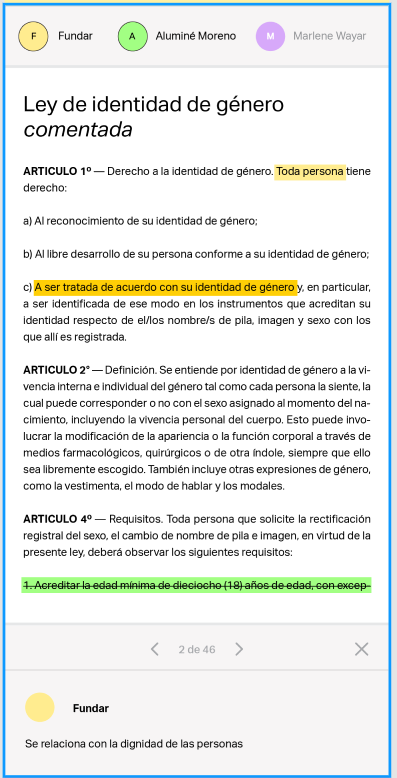 F Fundar A Aluminé Moreno M Marlene Wayar
Ley de identidad de género
comentada
ARTICULO 1º — Derecho a la identidad de género. Toda persona tiene
derecho:
a) Al reconocimiento de su identidad de género;
b) Al libre desarrollo de su persona conforme a su identidad de género;
c) A ser tratada de acuerdo con su identidad de género y, en particular,
a ser identificada de ese modo en los instrumentos que acreditan su
identidad respecto de el/los nombre/s de pila, imagen y sexo con los
que allí es registrada.
ARTICULO 2° — Definición. Se entiende por identidad de género a la vi-
vencia interna e individual del género tal como cada persona la siente, la
cual puede corresponder o no con el sexo asignado al momento del na-
cimiento, incluyendo la vivencia personal del cuerpo. Esto puede invo-
lucrar la modificación de la apariencia o la función corporal a través de
medios farmacológicos, quirúrgicos o de otra índole, siempre que ello
sea libremente escogido. También incluye otras expresiones de género,
como la vestimenta, el modo de hablar y los modales.
ARTICULO 4º — Requisitos. Toda persona que solicite la rectificación
registral del sexo, el cambio de nombre de pila e imagen, en virtud de la
presente ley, deberá observar los siguientes requisitos:
1. Acreditar la edad mínima de dieciocho (18) años de edad, con excep-
2 de 46
Fundar
Se relaciona con la dignidad de las personas